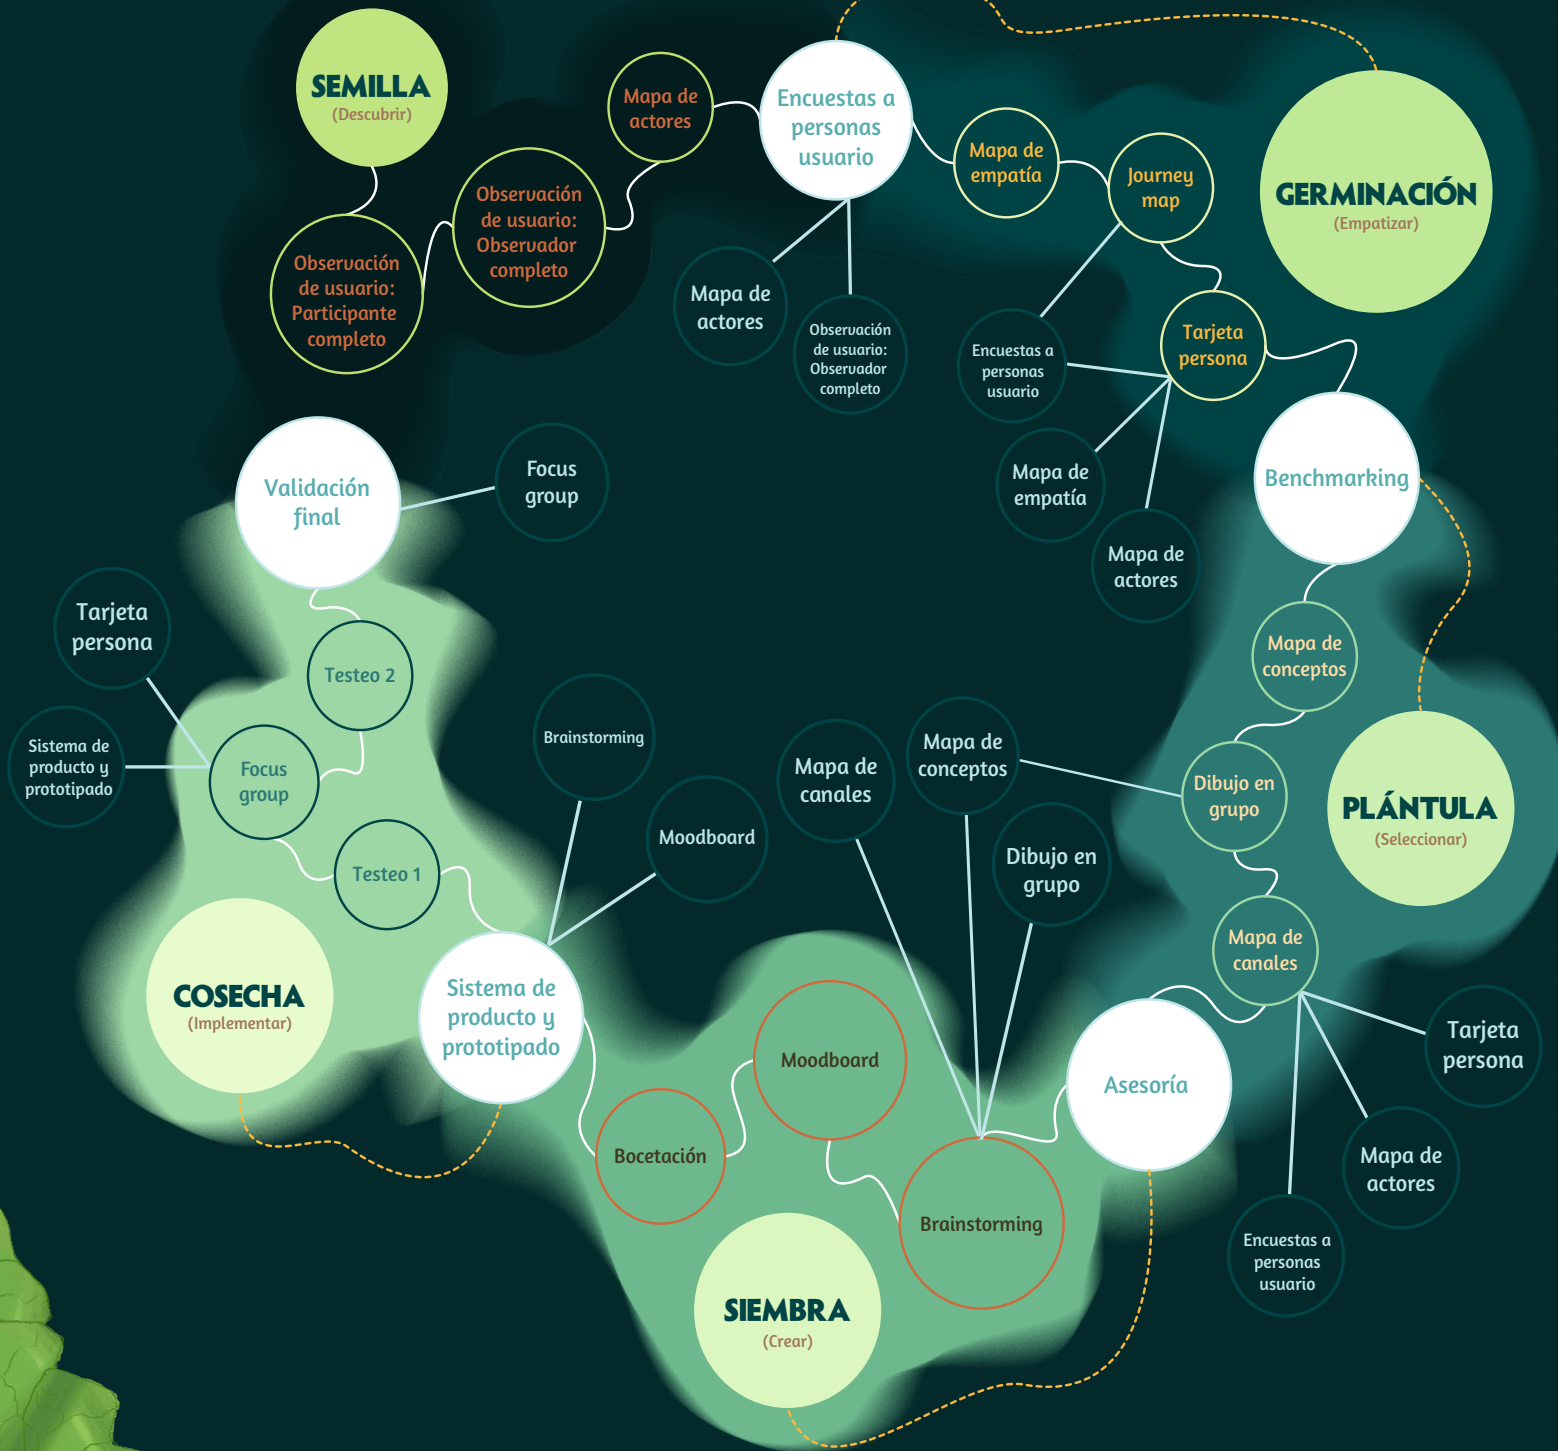 SEMILLA
(Descubrir)
Observación
de usuario:
Participante
completo
Observación
de usuario:
Observador
completo
Mapa de
actores
Encuestas a
personas
usuario
Mapa de
actores
Observación
de usuario:
Observador
completo
Mapa de
empatía
Journey
map
GERMINACIÓN
(Empatizar)
Tarjeta
persona
Encuestas a
personas
usuario
Mapa de
empatía
Mapa de
actores
Benchmarking
Mapa de
conceptos
Dibujo en
grupo
PLÁNTULA
(Seleccionar)
Mapa de
canales
Tarjeta
persona
Mapa de
actores
Encuestas a
personas
usuario
Asesoría
Mapa de
canales
Mapa de
conceptos
Dibujo en
grupo
Brainstorming
SIEMBRA
(Crear)
Moodboard
Bocetación
Sistema de
producto y
prototipado
Brainstorming
Moodboard
COSECHA
(Implementar)
Testeo 1
Focus
group
Tarjeta
persona
Sistema de
producto y
prototipado
Testeo 2
Validación
final
Focus
group